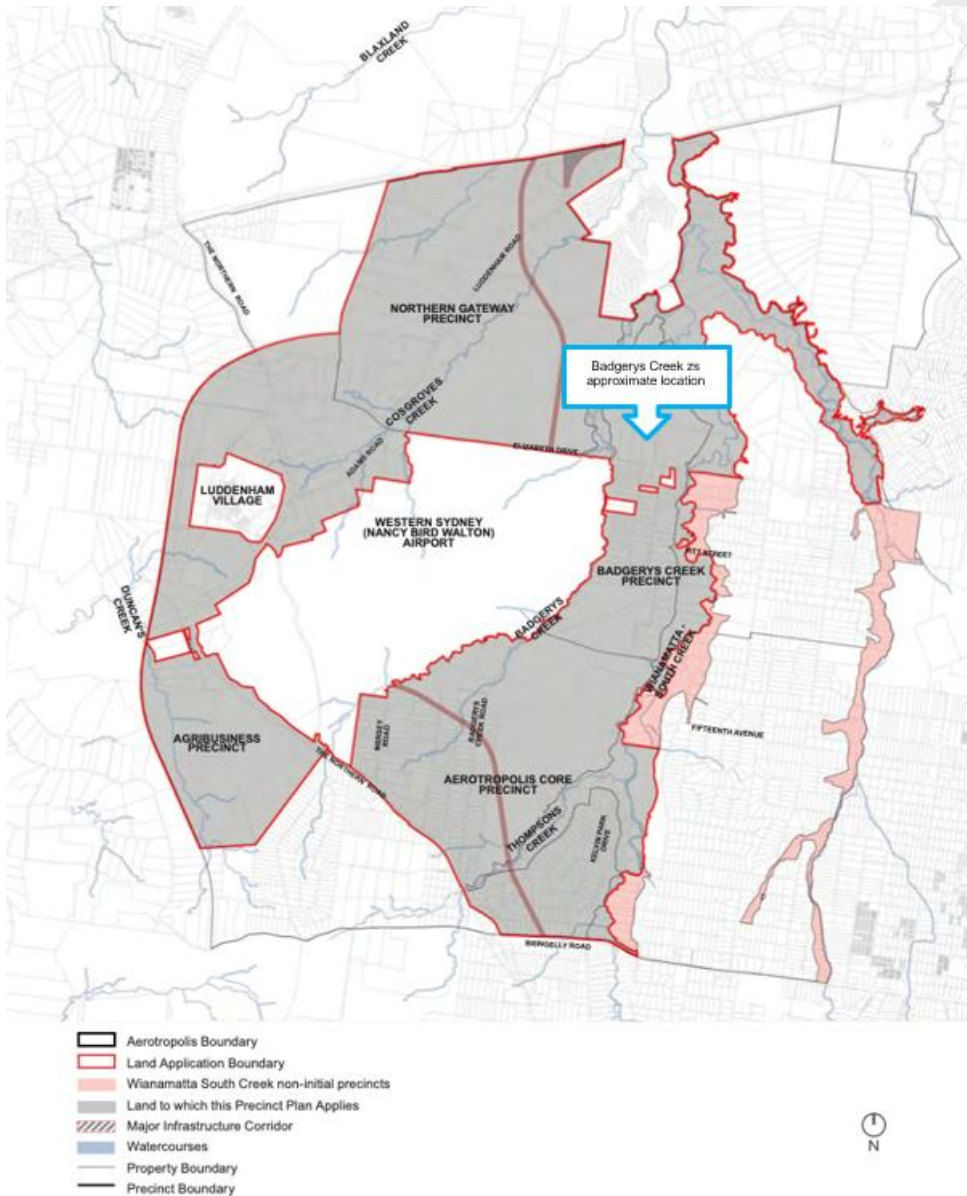 BLAXLAND
CREEK
THE NORTHERN ROAD
LUDDENHAM ROAD
NORTHERN GATEWAY
PRECINCT
Badgerys Creek zs
approximate location
COSGROVES
CREEK
ADAMS ROAD
ELIZABETH DRIVE
LUDDENHAM
VILLAGE
WESTERN SYDNEY
(NANCY BIRD WALTON)
AIRPORT
PITT STREET
BADGERYS CREEK
PRECINCT
DUNCAN'S
CREEK
BADGERYS
CREEK
WIANAMATTA -
SOUTH CREEK
AGRIBUSINESS
PRECINCT
MERSEY
ROAD
BADGERYS
CREEK ROAD
FIFTEENTH AVENUE
THE NORTHERN ROAD
AEROTROPOLIS CORE
PRECINCT
THOMPSONS
CREEK
KELVIN PARK
DRIVE
BRINGELLY ROAD
Aerotropolis Boundary
Land Application Boundary
Wianamatta South Creek non-initial precincts
Land to which this Precinct Plan Applies
Major Infrastructure Corridor
Watercourses
Property Boundary
Precinct Boundary
N